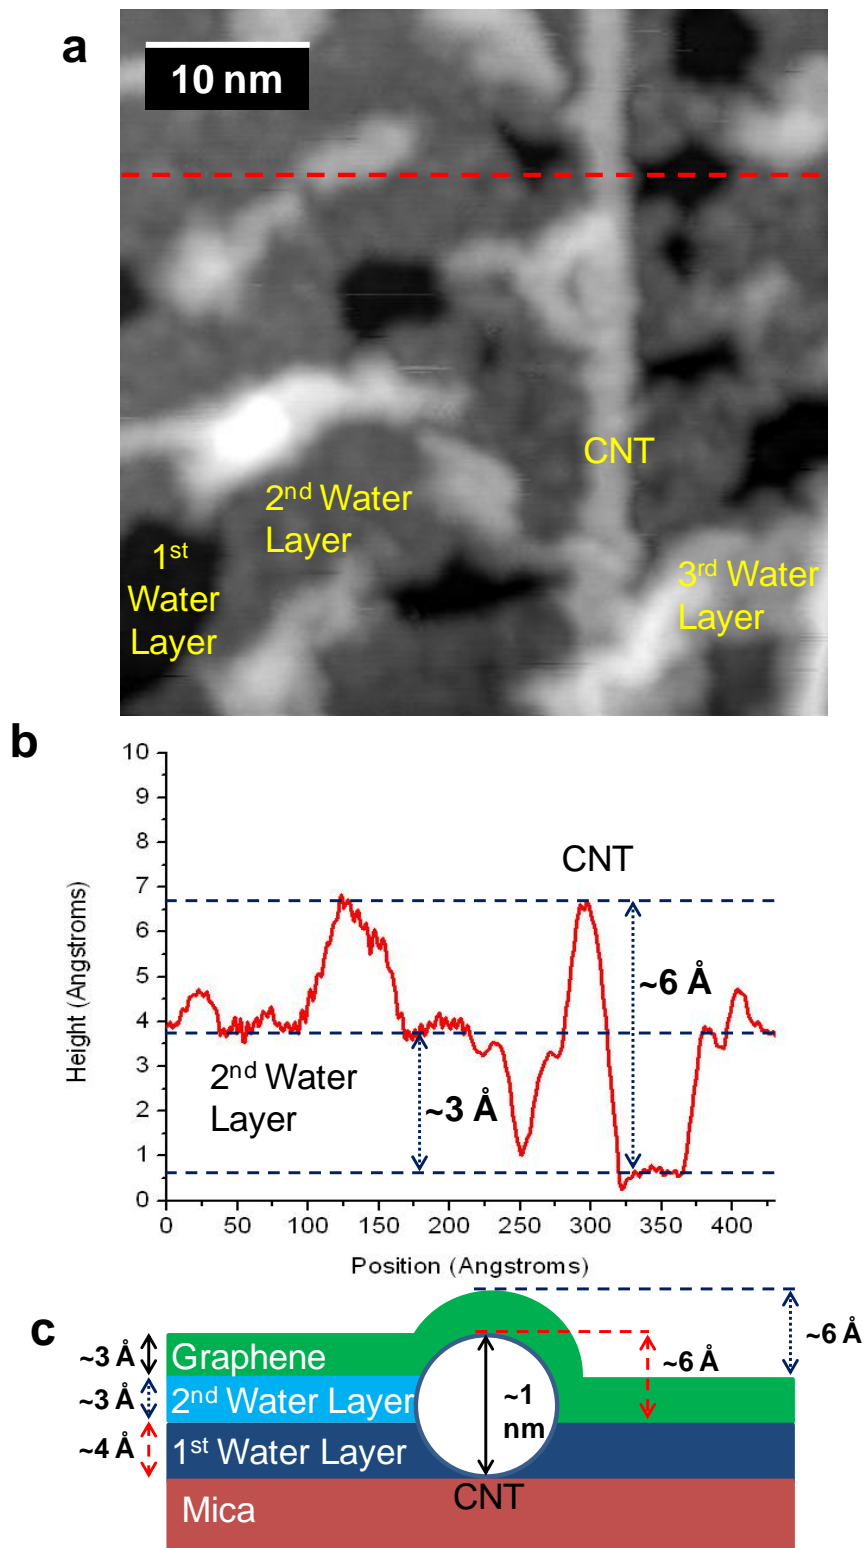 a
10 nm
CNT
2nd Water
Layer
1st
Water
Layer
3rd Water
Layer
b
10
9
8
7
6
5
4
3
2
1
0
Height (Angstroms)
CNT
~6 Å
2nd Water
Layer
~3 Å
0 50 100 150 200 250 300 350 400
Position (Angstroms)
c
~3 Å
Graphene
~6 Å
~6 Å
~3 Å
2nd Water Layer
~1
nm
~4 Å
1st Water Layer
CNT
Mica